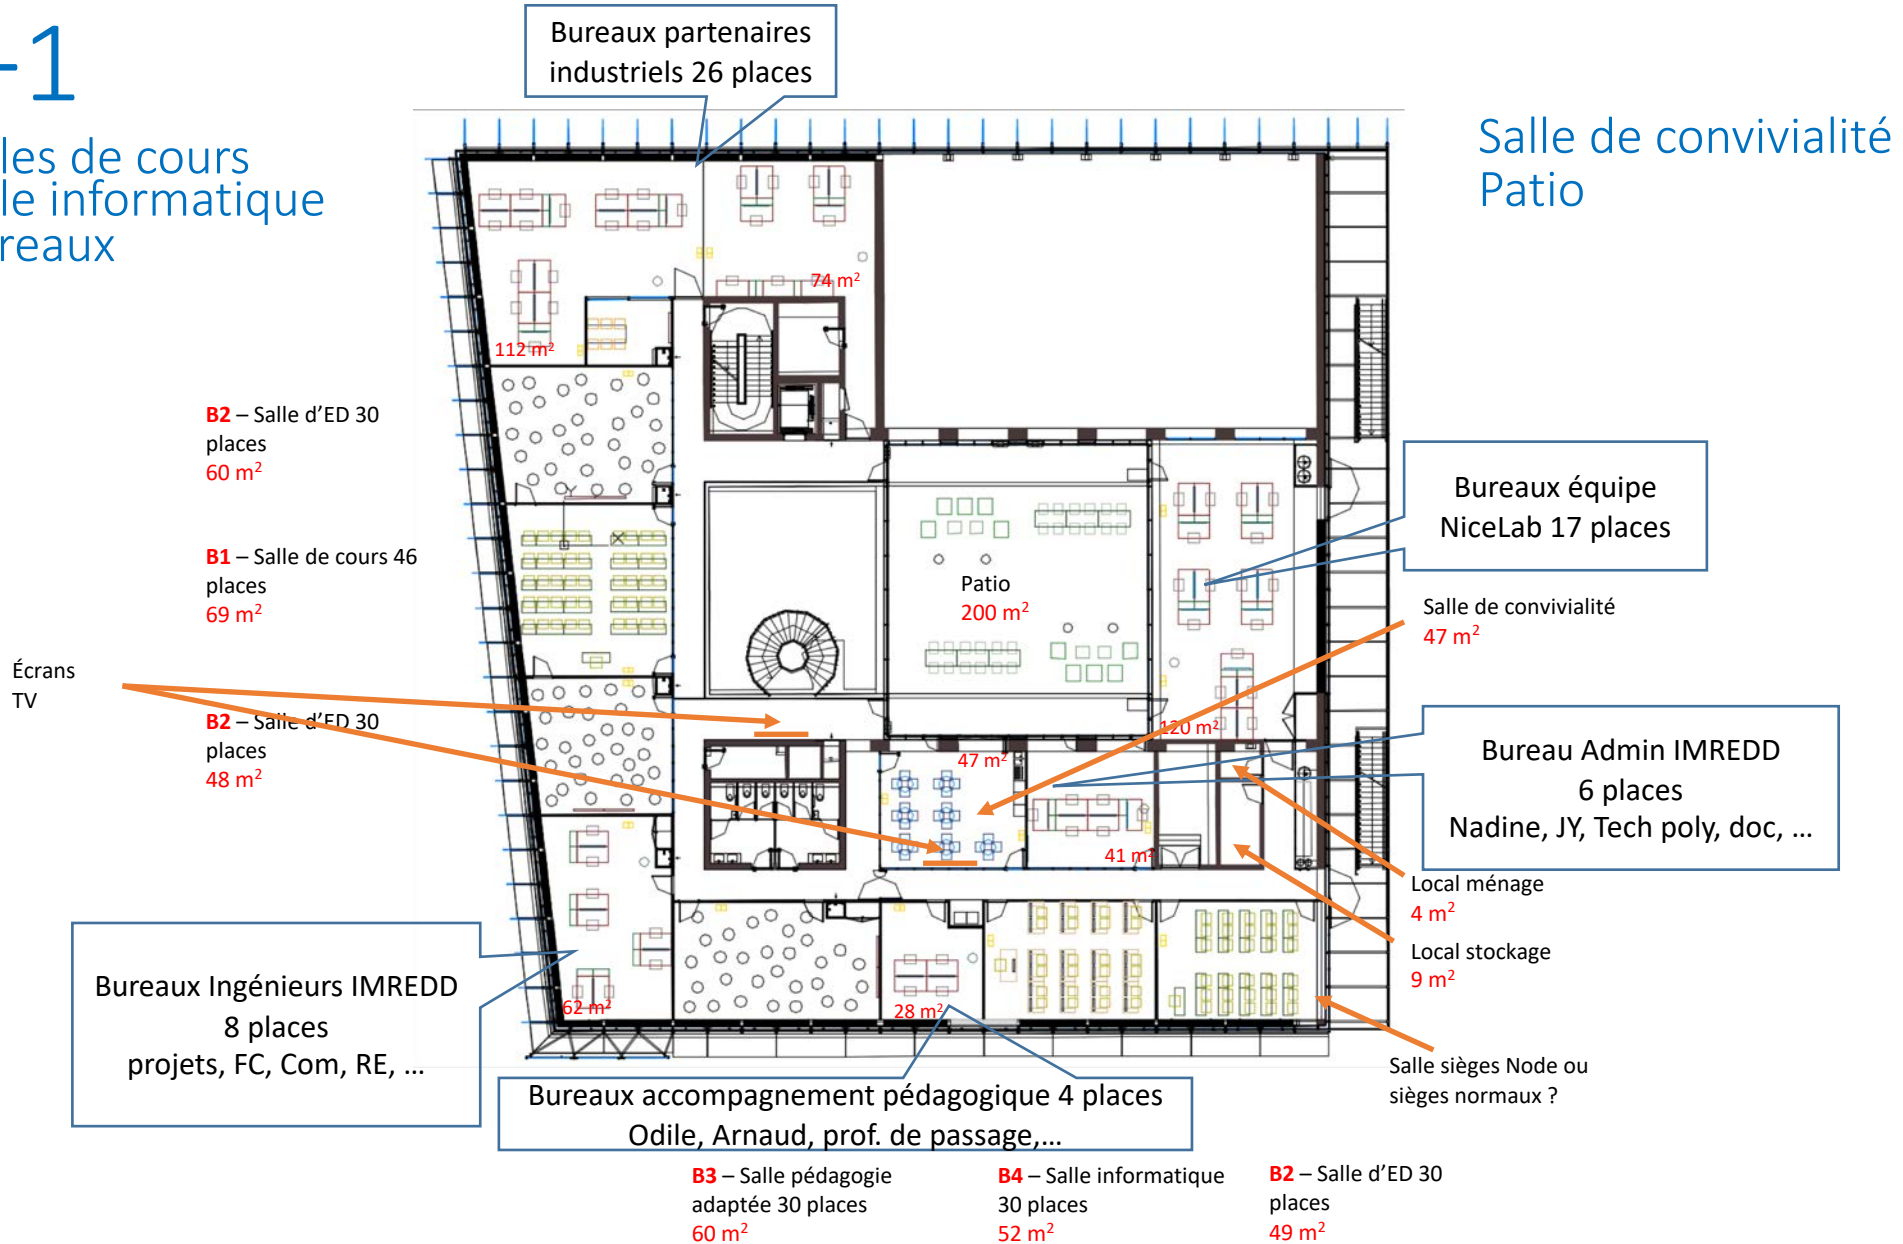 -1
les de cours
le informatique
reaux
Bureaux partenaires
industriels 26 places
Salle de convivialité
Patio
74 m²
112 m²
B2 – Salle d’ED 30
places
60 m²
B1 – Salle de cours 46
places
69 m²
Écrans
TV
B2 – Salle d’ED 30
places
48 m²
Patio
200 m²
Bureaux équipe
NiceLab 17 places
Salle de convivialité
47 m²
120 m²
47 m²
41 m²
Bureau Admin IMREDD
6 places
Nadine, JY, Tech poly, doc, …
Local ménage
4 m²
Local stockage
9 m²
Bureaux Ingénieurs IMREDD
8 places
projets, FC, Com, RE, …
62 m²
28 m²
Salle sièges Node ou
sièges normaux ?
Bureaux accompagnement pédagogique 4 places
Odile, Arnaud, prof. de passage,…
B3 – Salle pédagogie
adaptée 30 places
60 m²
B4 – Salle informatique
30 places
52 m²
B2 – Salle d’ED 30
places
49 m²